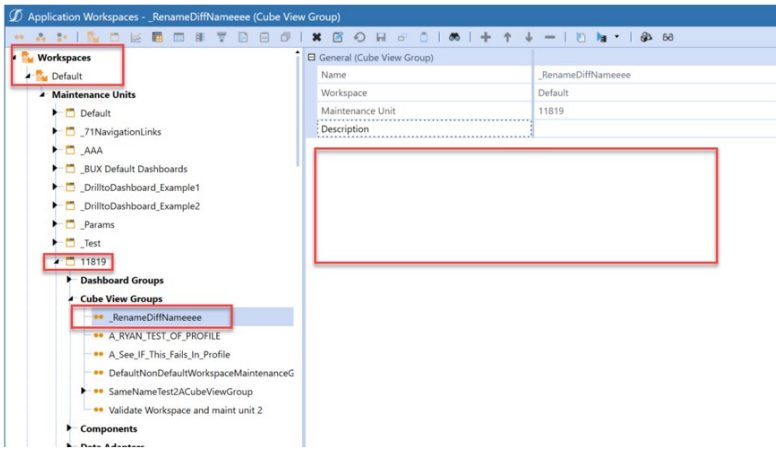 Application Workspaces - _RenameDiffNameeee (Cube View Group)
Workspaces
Default
Maintenance Units
Default
_71NavigationLinks
_AAA
_BUX Default Dashboards
_DrilltoDashboard_Example1
_DrilltoDashboard_Example2
_Params
_Test
11819
Dashboard Groups
Cube View Groups
_RenameDiffNameeee
A_RYAN_TEST_OF_PROFILE
A_See_IF_This_Fails_In_Profile
DefaultNonDefaultWorkspaceMaintenanceG
SameNameTest2ACubeViewGroup
Validate Workspace and maint unit 2
Components
Data Adapters
General (Cube View Group)
Name _RenameDiffNameeee
Workspace Default
Maintenance Unit 11819
Description